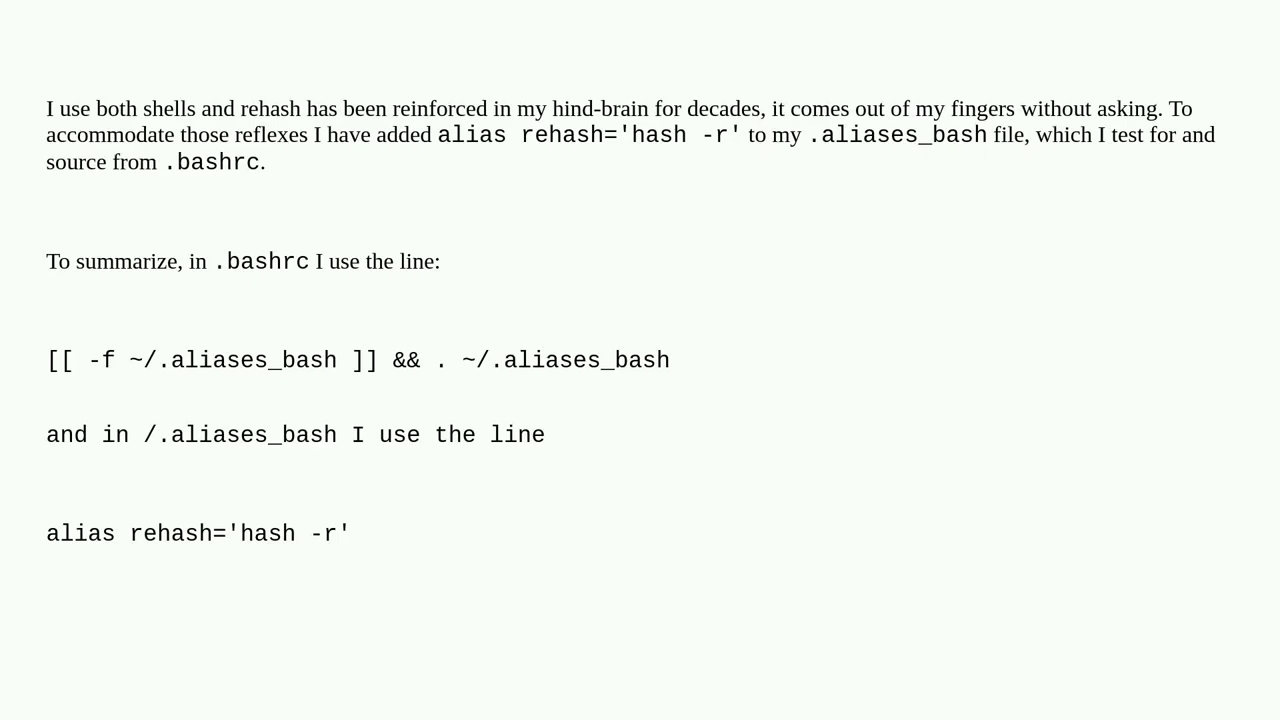 I use both shells and rehash has been reinforced in my hind-brain for decades, it comes out of my fingers without asking. To
accommodate those reflexes I have added alias rehash='hash -r' to my .aliases_bash file, which I test for and
source from .bashrc.
To summarize, in .bashrc I use the line:
[[ -f ~/.aliases_bash ]] && . ~/.aliases_bash
and in /.aliases_bash I use the line
alias rehash='hash -r'